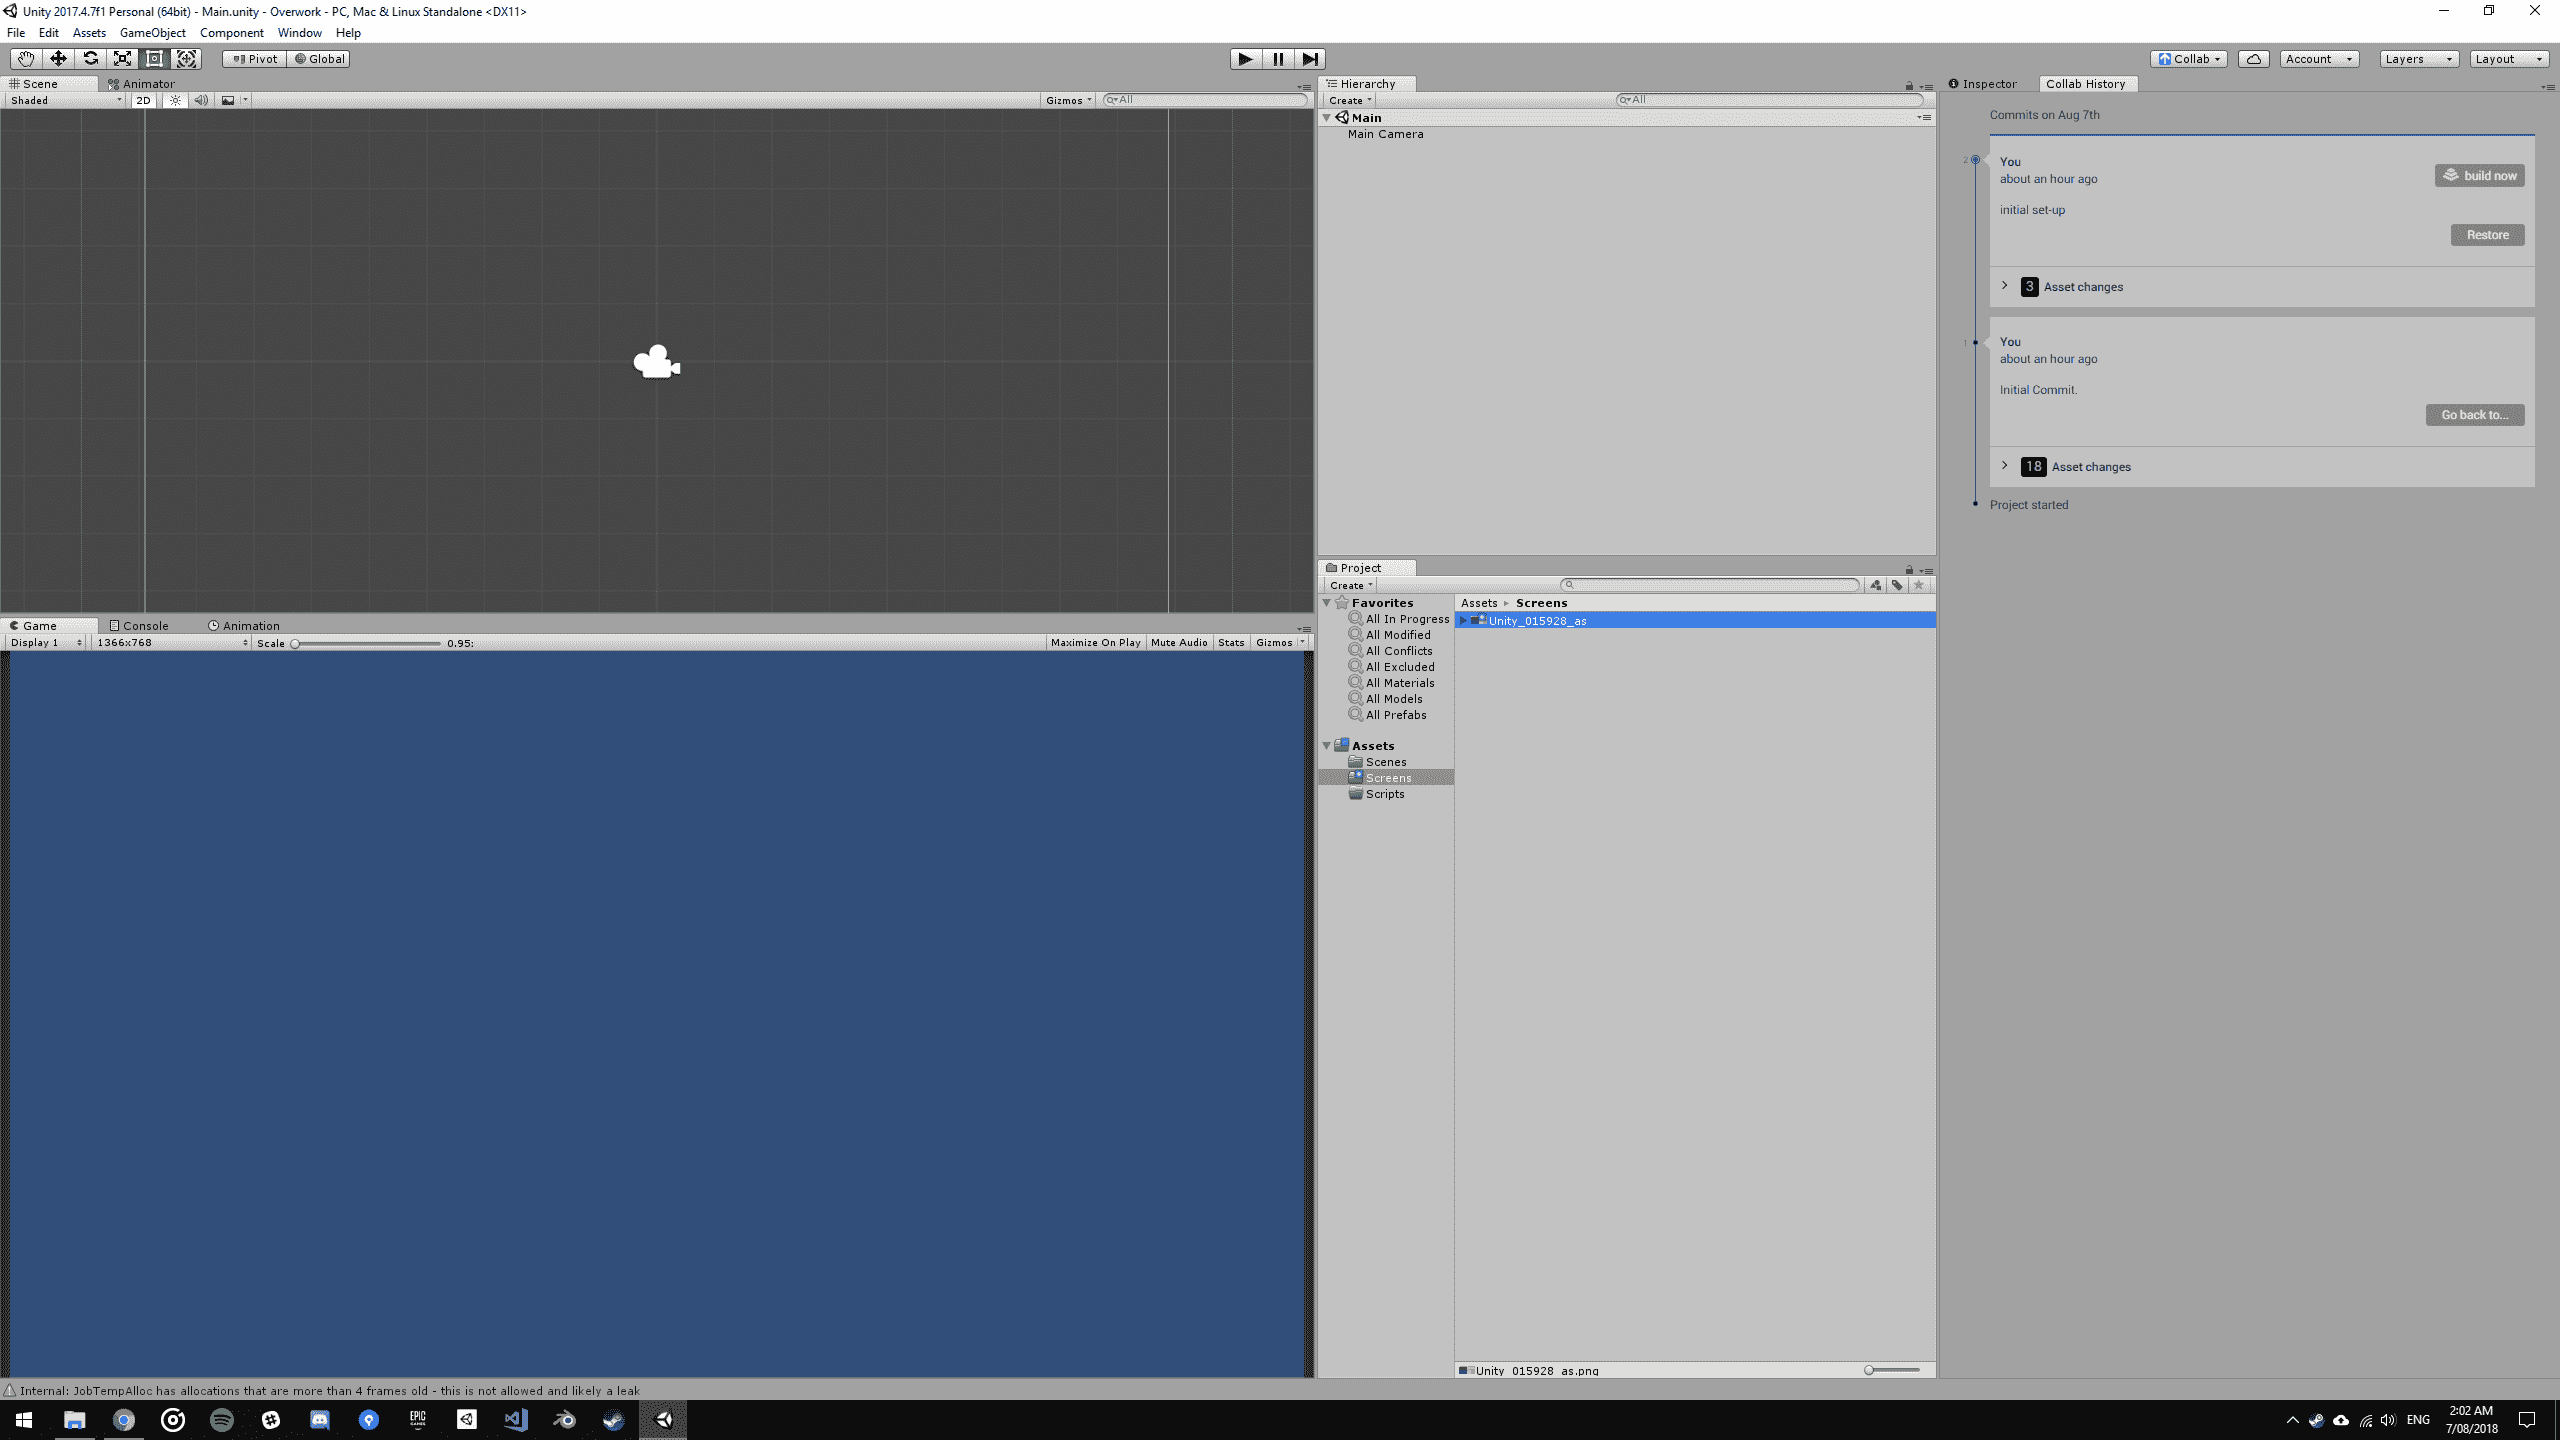 Unity 2017.4.7f1 Personal (64bit) - Main.unity - Overwork - PC, Mac & Linux Standalone <DX11>
File Edit Assets GameObject Component Window Help
Pivot Global
Collab Account Layers Layout
Scene Animator
Shaded 2D Gizmos All
Hierarchy
Create All
Main
Main Camera
Inspector Collab History
Commits on Aug 7th
2
You
about an hour ago
build now
initial set-up
Restore
3 Asset changes
1
You
about an hour ago
Initial Commit.
Go back to...
18 Asset changes
Project started
Project
Create
Favorites
All In Progress
All Modified
All Conflicts
All Excluded
All Materials
All Models
All Prefabs
Assets
Scenes
Screens
Scripts
Assets Screens
Unity_015928_as
Unity_015928_as.png
Game Console Animation
Display 1 1366x768 Scale 0.95: Maximize On Play Mute Audio Stats Gizmos
Internal: JobTempAlloc has allocations that are more than 4 frames old - this is not allowed and likely a leak
EPIC
GAMES
ENG
2:02 AM
7/08/2018